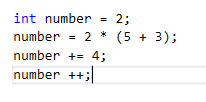 int number = 2;
number = 2 * (5 + 3);
number += 4;
number ++;